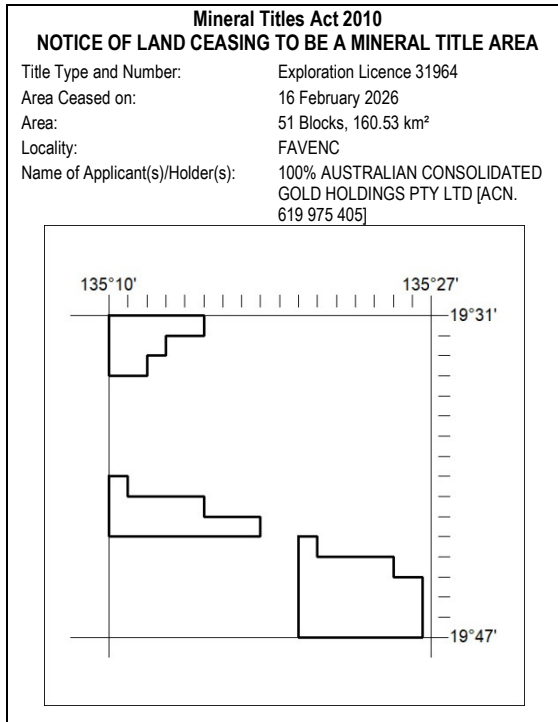 Mineral Titles Act 2010
NOTICE OF LAND CEASING TO BE A MINERAL TITLE AREA
Title Type and Number: Exploration Licence 31964
Area Ceased on: 16 February 2026
Area: 51 Blocks, 160.53 km²
Locality: FAVENC
Name of Applicant(s)/Holder(s): 100% AUSTRALIAN CONSOLIDATED
GOLD HOLDINGS PTY LTD [ACN.
619 975 405]
135°10' 135°27'
19°31'
19°47'